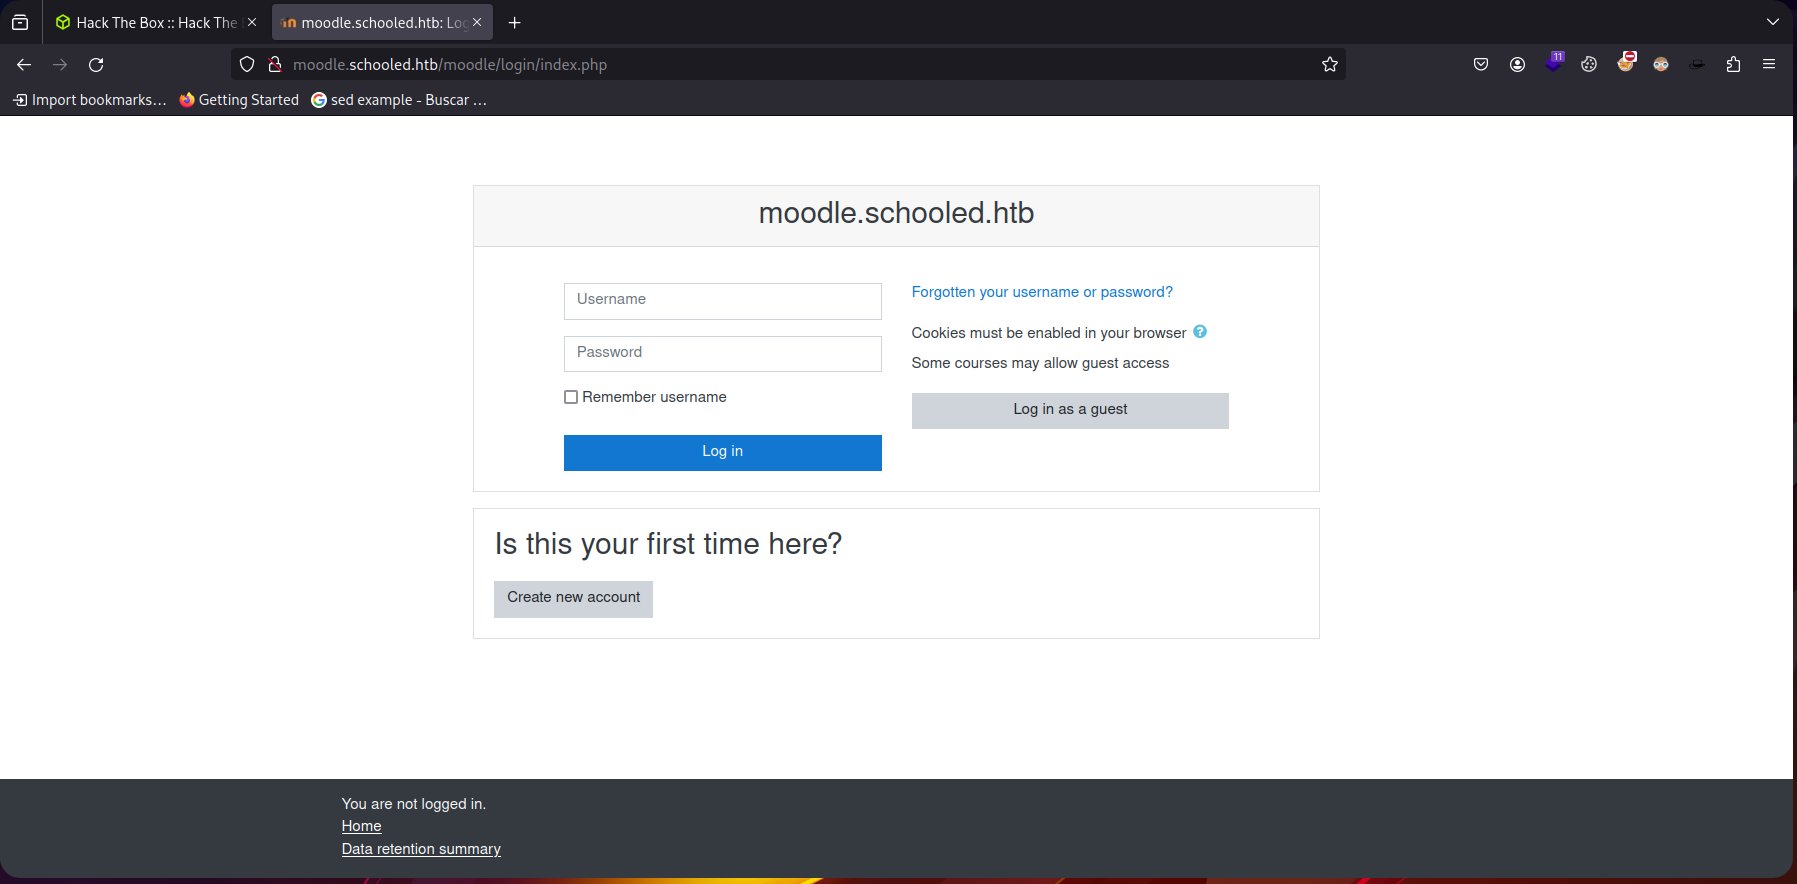 Hack The Box :: Hack The
moodle.schooled.htb: Log
moodle.schooled.htb/moodle/login/index.php
11
Import bookmarks...
Getting Started
sed example - Buscar ...
moodle.schooled.htb
Username
Password
Remember username
Log in
Forgotten your username or password?
Cookies must be enabled in your browser
Some courses may allow guest access
Log in as a guest
Is this your first time here?
Create new account
You are not logged in.
Home
Data retention summary